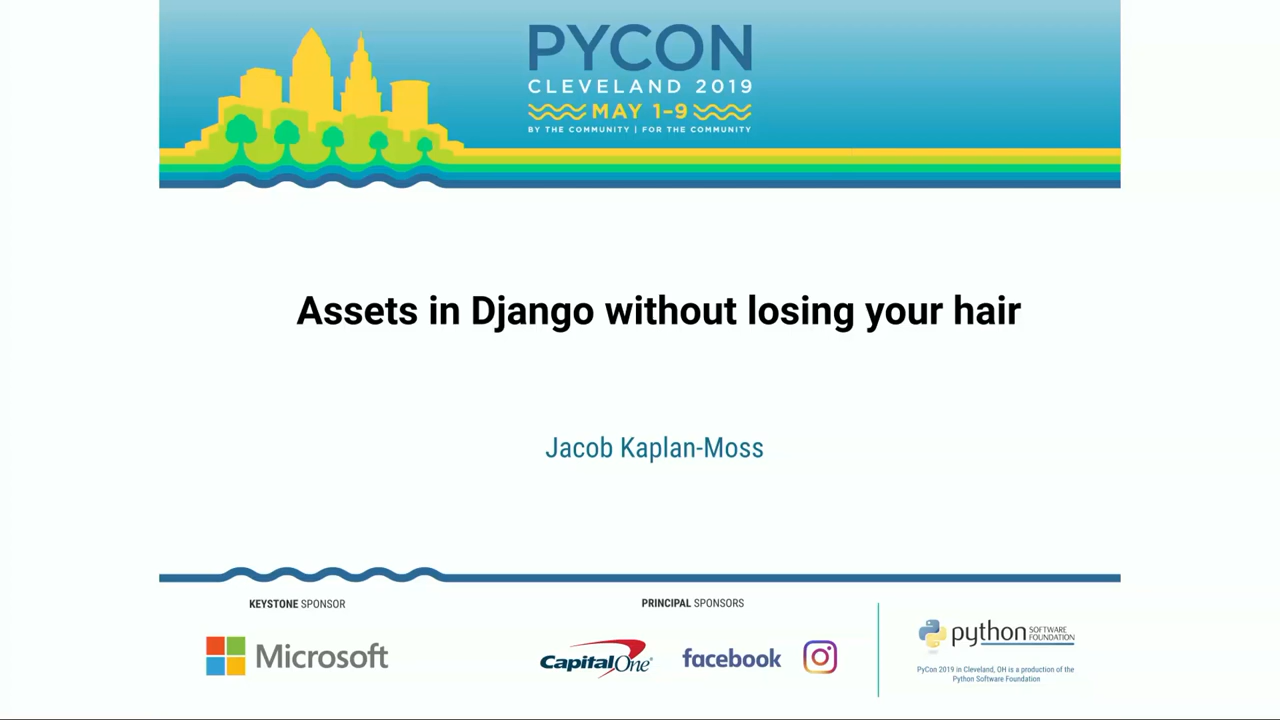 PYCON
CLEVELAND 2019
MAY 1-9
BY THE COMMUNITY | FOR THE COMMUNITY
Assets in Django without losing your hair
Jacob Kaplan-Moss
KEYSTONE SPONSOR
Microsoft
PRINCIPAL SPONSORS
CapitalOne
facebook
python SOFTWARE FOUNDATION
PyCon 2019 in Cleveland, OH is a production of the
Python Software Foundation